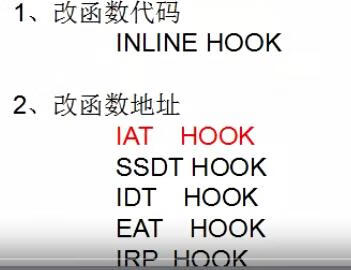 1、改函数代码
INLINE HOOK
2、改函数地址
IAT HOOK
SSDT HOOK
IDT HOOK
EAT HOOK
IRP HOOK